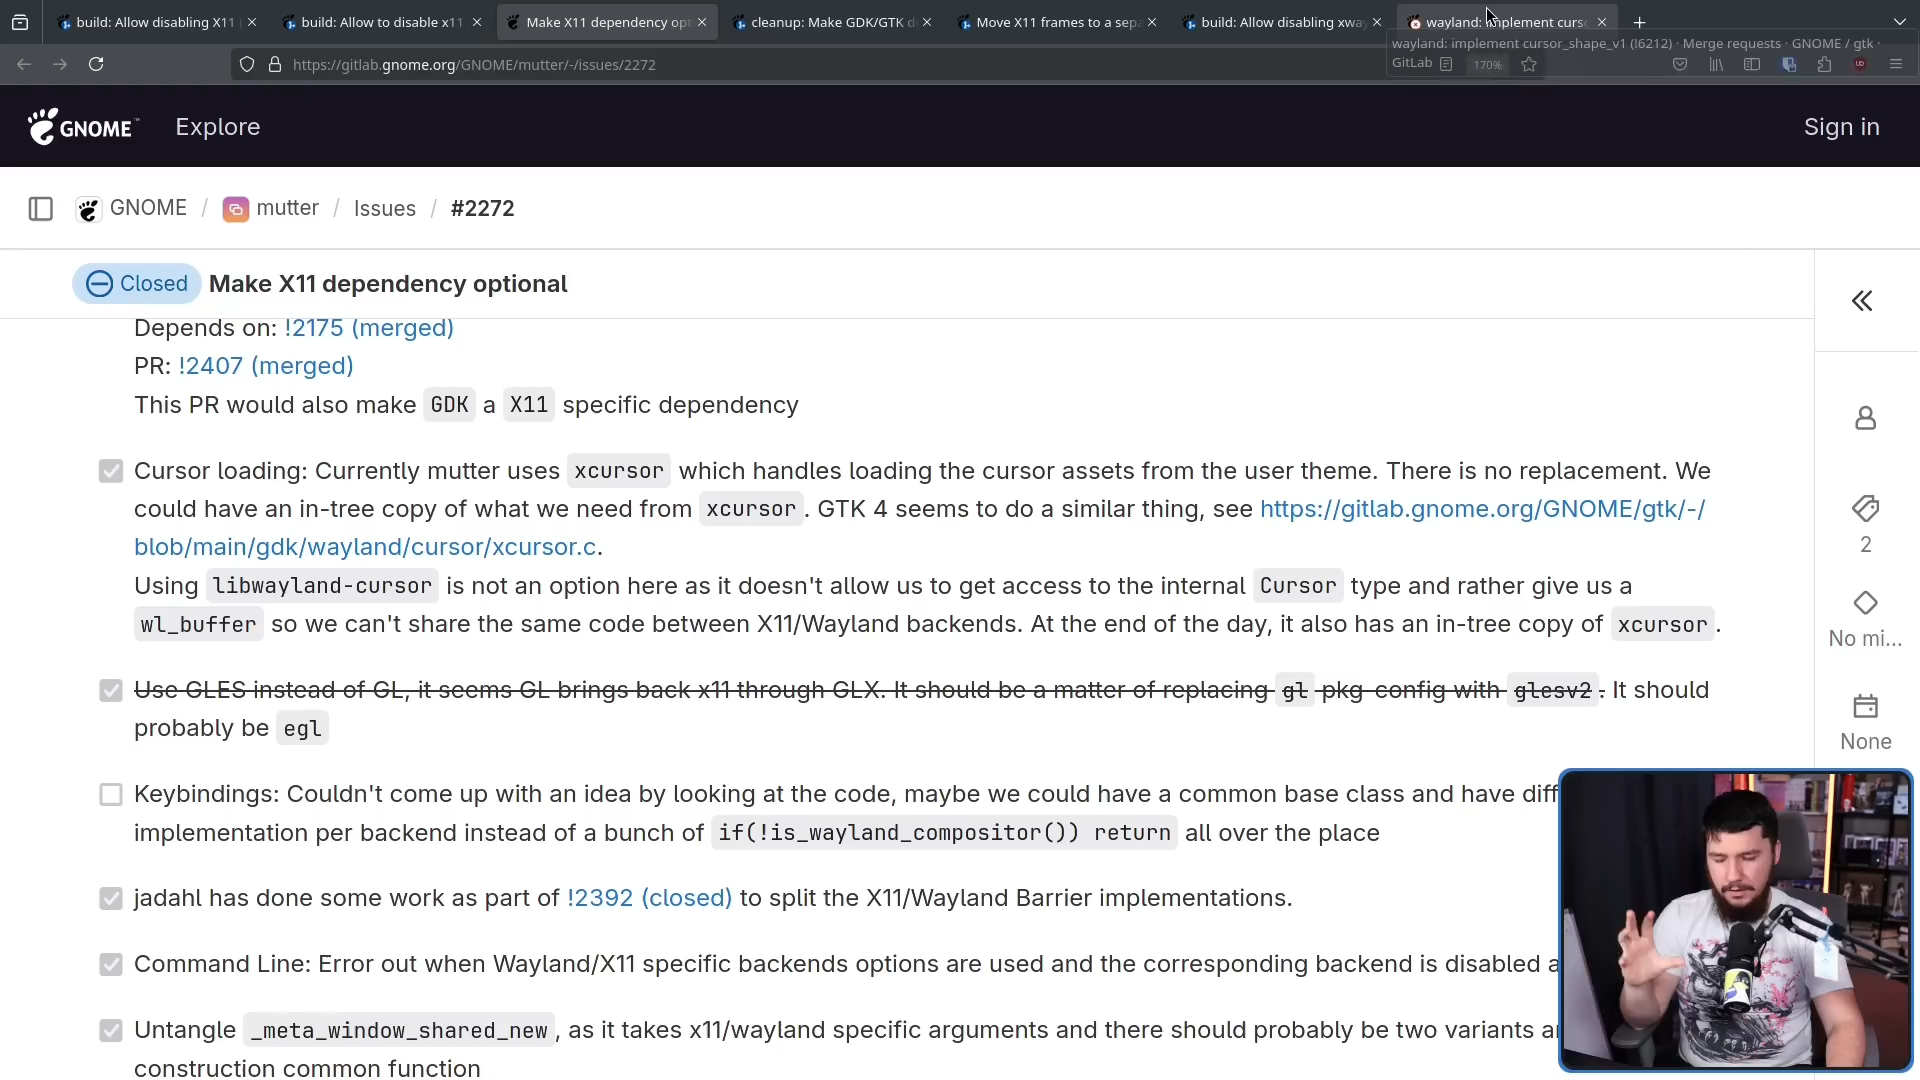 build: Allow disabling X11
build: Allow to disable x11
Make X11 dependency opt
cleanup: Make GDK/GTK d
Move X11 frames to a sepa
build: Allow disabling xway
wayland: implement curso
https://gitlab.gnome.org/GNOME/mutter/-/issues/2272
wayland: implement cursor_shape_v1 (!6212) · Merge requests · GNOME / gtk ·
GitLab
170%
GNOME
Explore
Sign in
GNOME / mutter / Issues / #2272
Closed Make X11 dependency optional
Depends on: !2175 (merged)
PR: !2407 (merged)
This PR would also make GDK a X11 specific dependency
Cursor loading: Currently mutter uses xcursor which handles loading the cursor assets from the user theme. There is no replacement. We
could have an in-tree copy of what we need from xcursor. GTK 4 seems to do a similar thing, see https://gitlab.gnome.org/GNOME/gtk/-/
blob/main/gdk/wayland/cursor/xcursor.c.
Using libwayland-cursor is not an option here as it doesn't allow us to get access to the internal Cursor type and rather give us a
wl_buffer so we can't share the same code between X11/Wayland backends. At the end of the day, it also has an in-tree copy of xcursor.
Use GLES instead of GL, it seems GL brings back x11 through GLX. It should be a matter of replacing gl pkg-config with glesv2. It should
probably be egl
Keybindings: Couldn't come up with an idea by looking at the code, maybe we could have a common base class and have diff
implementation per backend instead of a bunch of if(!is_wayland_compositor()) return all over the place
jadahl has done some work as part of !2392 (closed) to split the X11/Wayland Barrier implementations.
Command Line: Error out when Wayland/X11 specific backends options are used and the corresponding backend is disabled a
Untangle _meta_window_shared_new, as it takes x11/wayland specific arguments and there should probably be two variants a
construction common function
2
No mi...
None